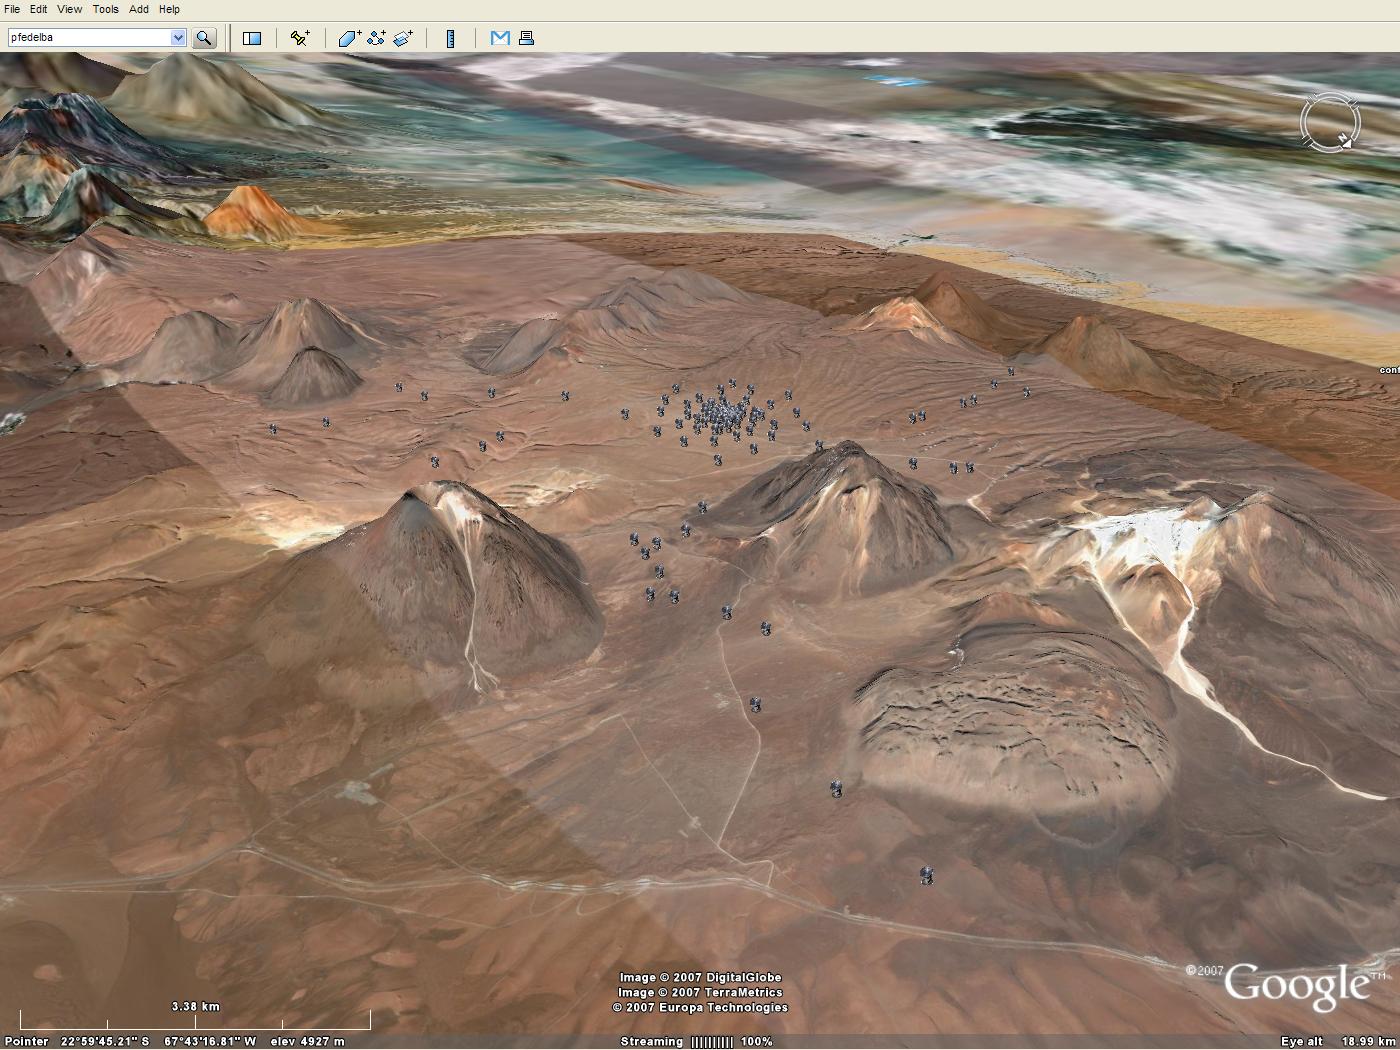 File Edit View Tools Add Help
pfedelba
N
conf
Image © 2007 DigitalGlobe
Image © 2007 TerraMetrics
© 2007 Europa Technologies
©2007 Google™
3.38 km
Pointer 22°59'45.21" S 67°43'16.81" W elev 4927 m Streaming |||||||||| 100% Eye alt 18.99 km